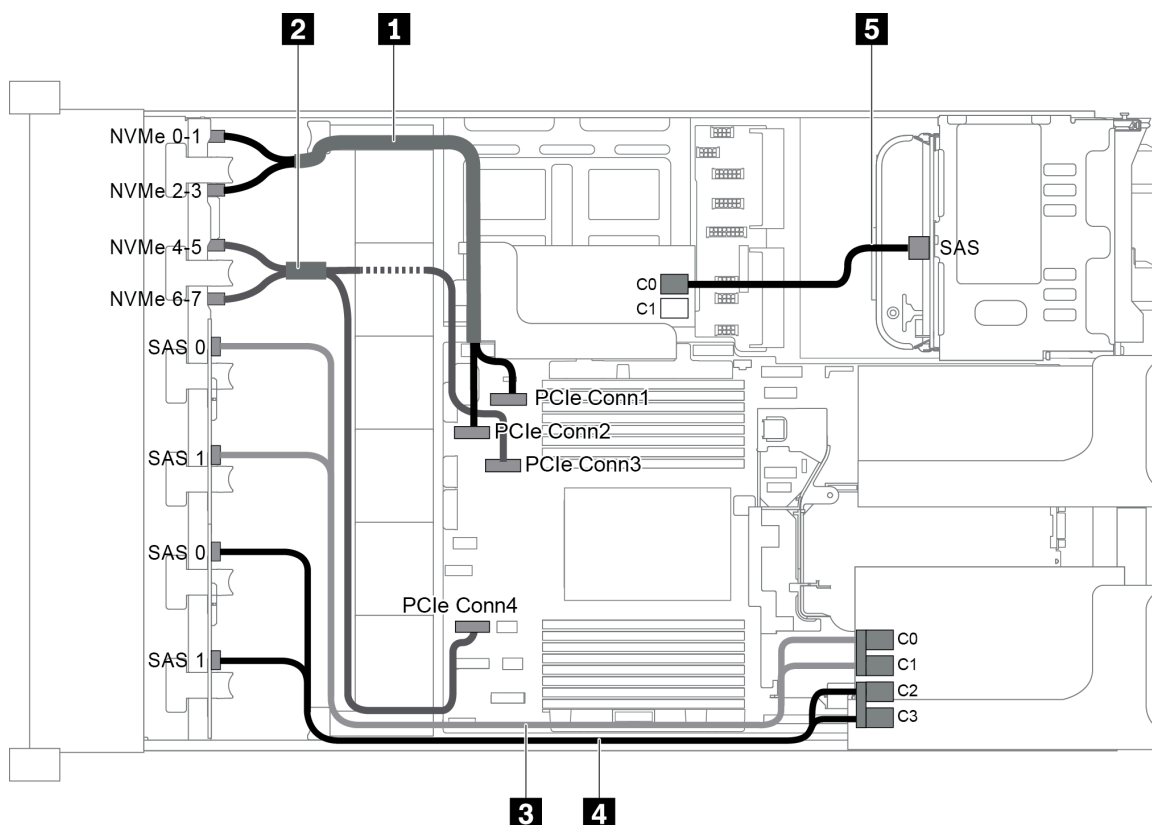 2
1
5
NVMe 0-1
NVMe 2-3
NVMe 4-5
NVMe 6-7
SAS 0
SAS 1
SAS 0
SAS 1
C0
C1
SAS
PCIe Conn1
PCIe Conn2
PCIe Conn3
PCIe Conn4
C0
C1
C2
C3
3
4